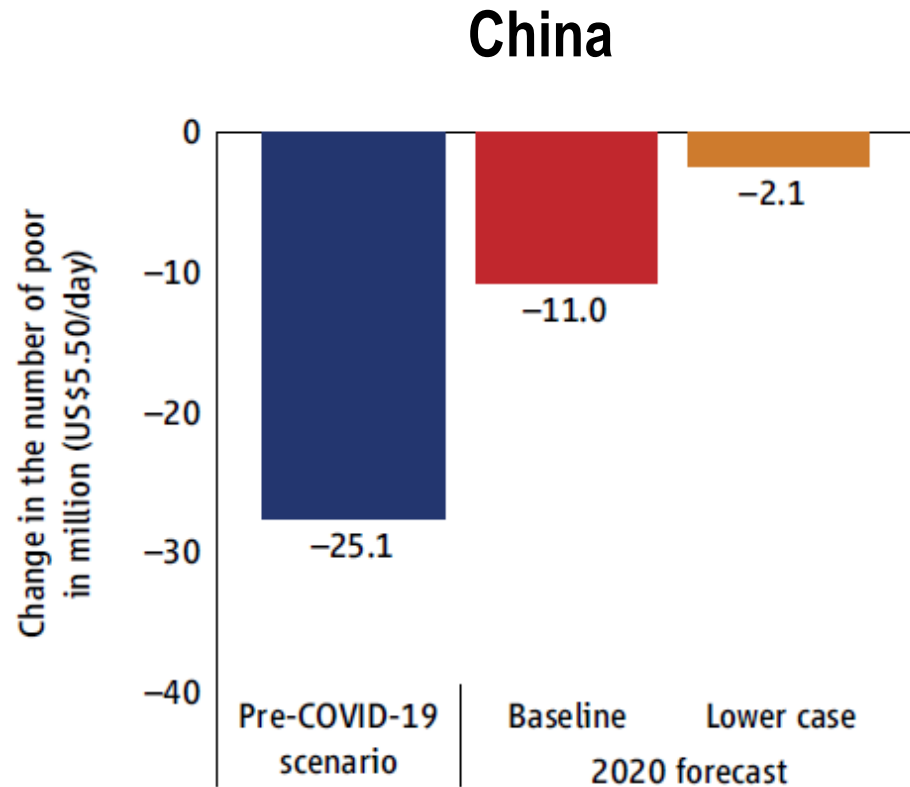 China
Change in the number of poor
in million (US$5.50/day)
0
–10
–20
–30
–40
–25.1
–11.0
–2.1
Pre-COVID-19
scenario
Baseline
Lower case
2020 forecast